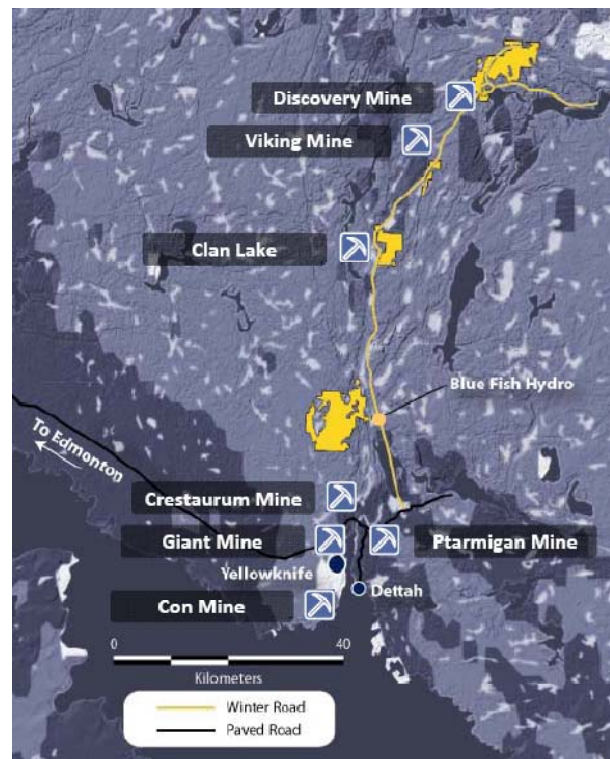 Discovery Mine
Viking Mine
Clan Lake
Blue Fish Hydro
To Edmonton
Crestaurum Mine
Giant Mine
Ptarmigan Mine
Yellowknife
Dettah
Con Mine
0 40
Kilometers
Winter Road
Paved Road